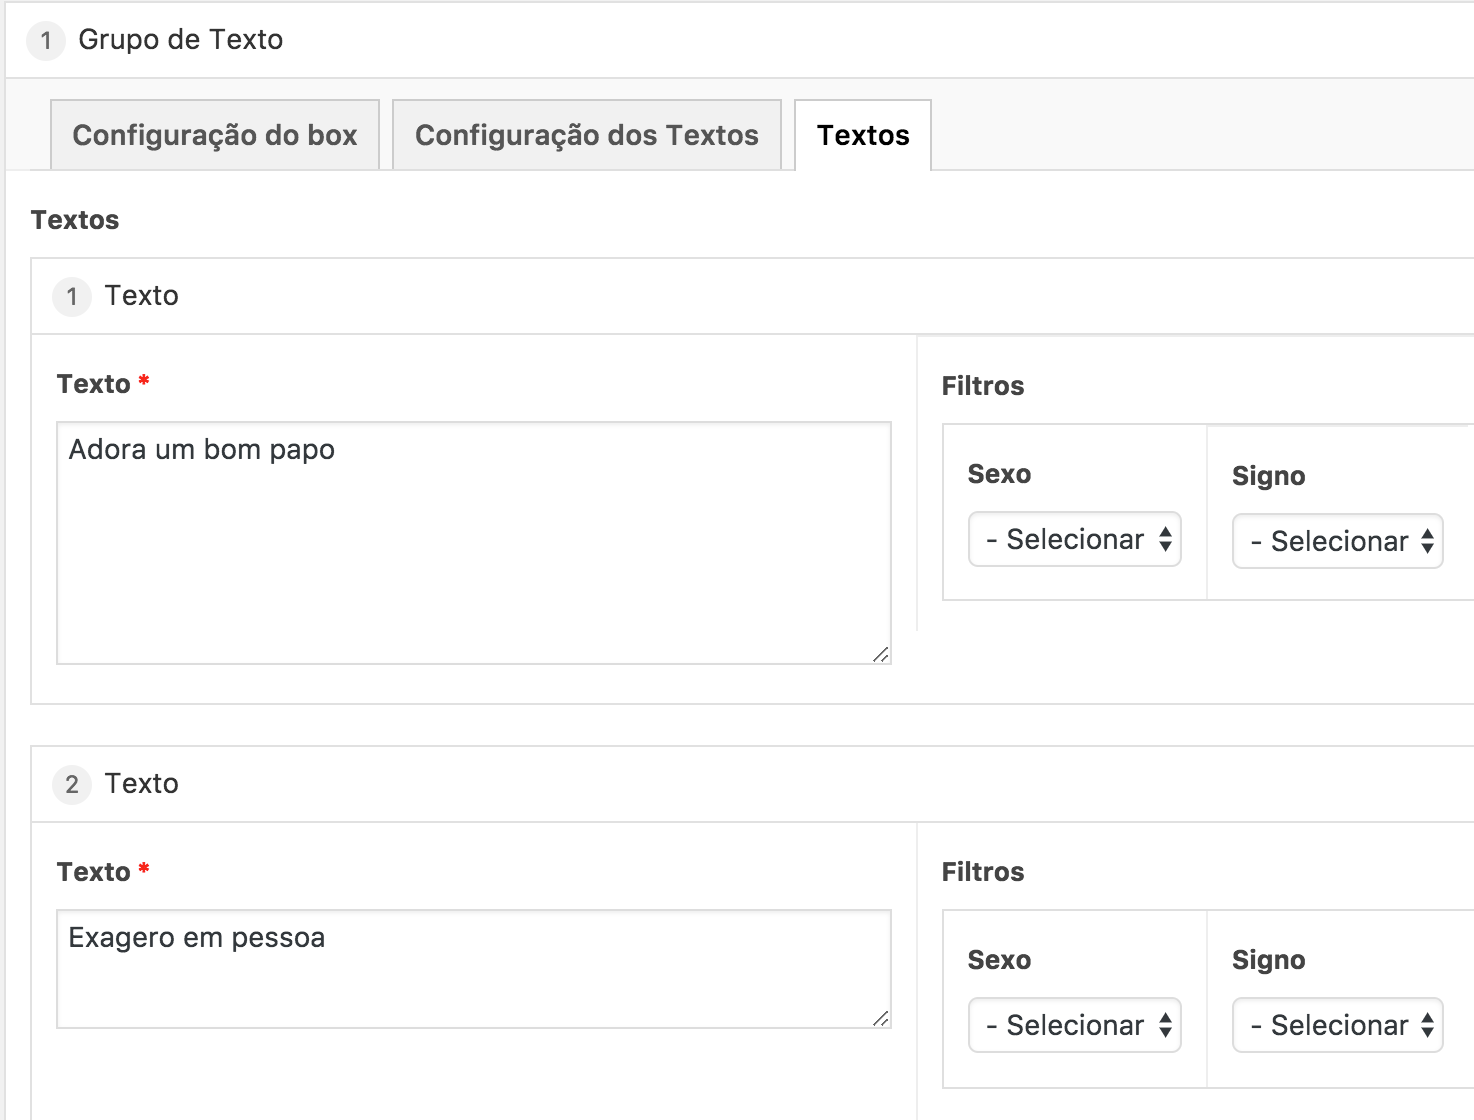 1 Grupo de Texto
Configuração do box Configuração dos Textos Textos
Textos
1 Texto
Texto *
Adora um bom papo
Filtros
Sexo Signo
- Selecionar - Selecionar
2 Texto
Texto *
Exagero em pessoa
Filtros
Sexo Signo
- Selecionar - Selecionar